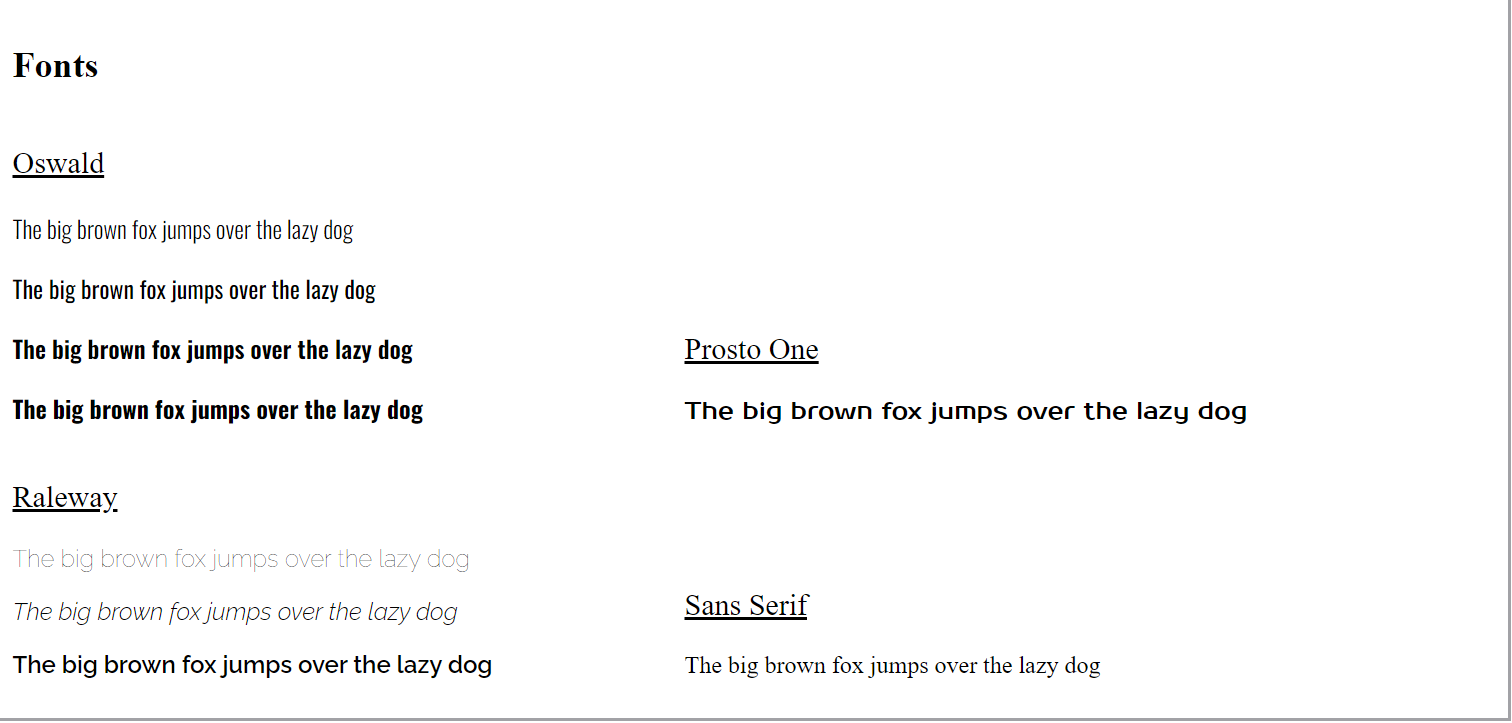 Fonts
Oswald
The big brown fox jumps over the lazy dog
The big brown fox jumps over the lazy dog
The big brown fox jumps over the lazy dog
The big brown fox jumps over the lazy dog
Prosto One
The big brown fox jumps over the lazy dog
Raleway
The big brown fox jumps over the lazy dog
The big brown fox jumps over the lazy dog
The big brown fox jumps over the lazy dog
Sans Serif
The big brown fox jumps over the lazy dog